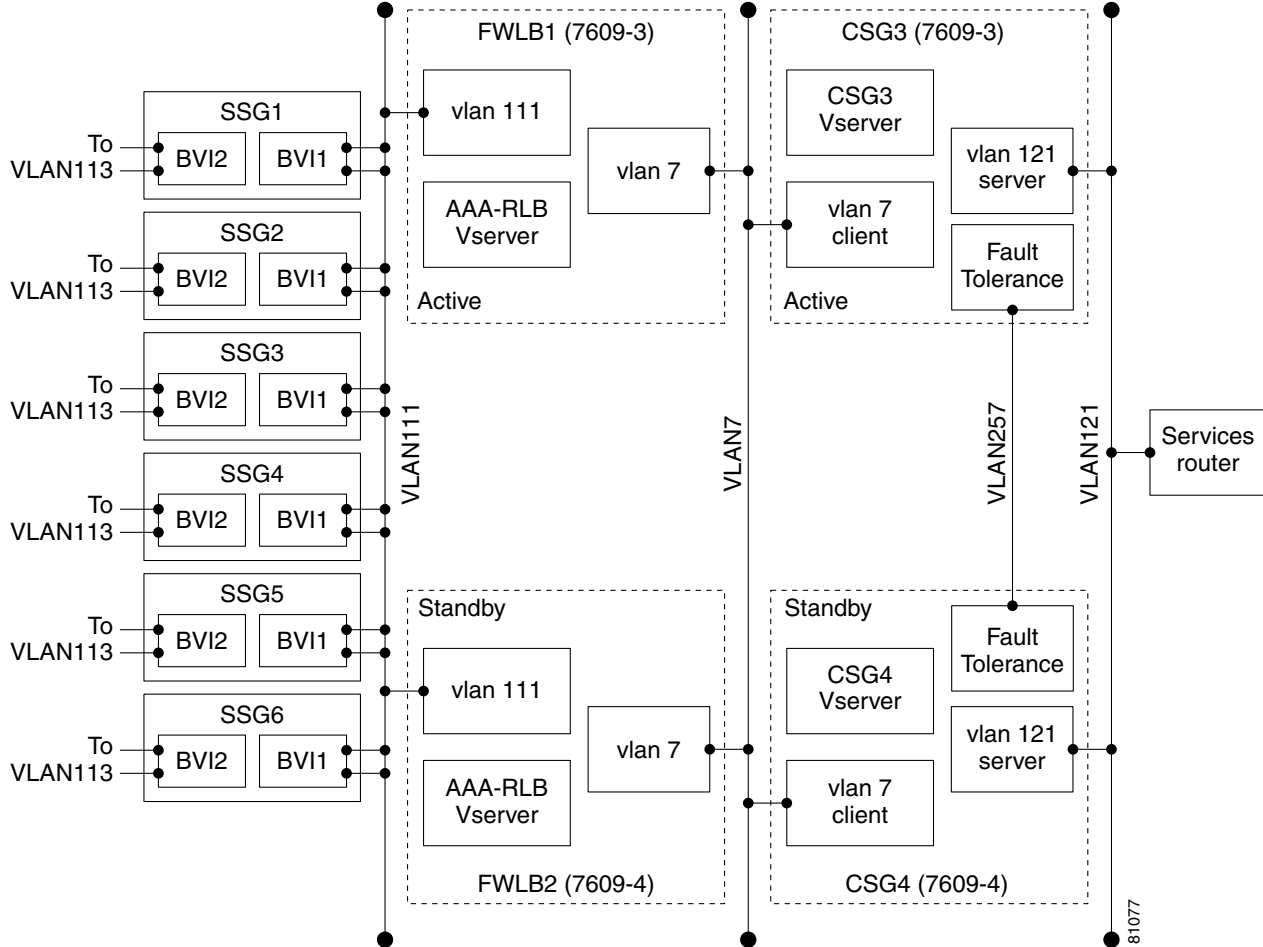 SSG1
To
VLAN113
BVI2
BVI1
SSG2
To
VLAN113
BVI2
BVI1
SSG3
To
VLAN113
BVI2
BVI1
SSG4
To
VLAN113
BVI2
BVI1
SSG5
To
VLAN113
BVI2
BVI1
SSG6
To
VLAN113
BVI2
BVI1
VLAN111
FWLB1 (7609-3)
vlan 111
vlan 7
AAA-RLB
Vserver
Active
Standby
vlan 111
vlan 7
AAA-RLB
Vserver
FWLB2 (7609-4)
VLAN7
CSG3 (7609-3)
CSG3
Vserver
vlan 121
server
vlan 7
client
Fault
Tolerance
Active
VLAN257
Standby
Fault
Tolerance
CSG4
Vserver
vlan 121
server
vlan 7
client
CSG4 (7609-4)
VLAN121
Services
router
81077